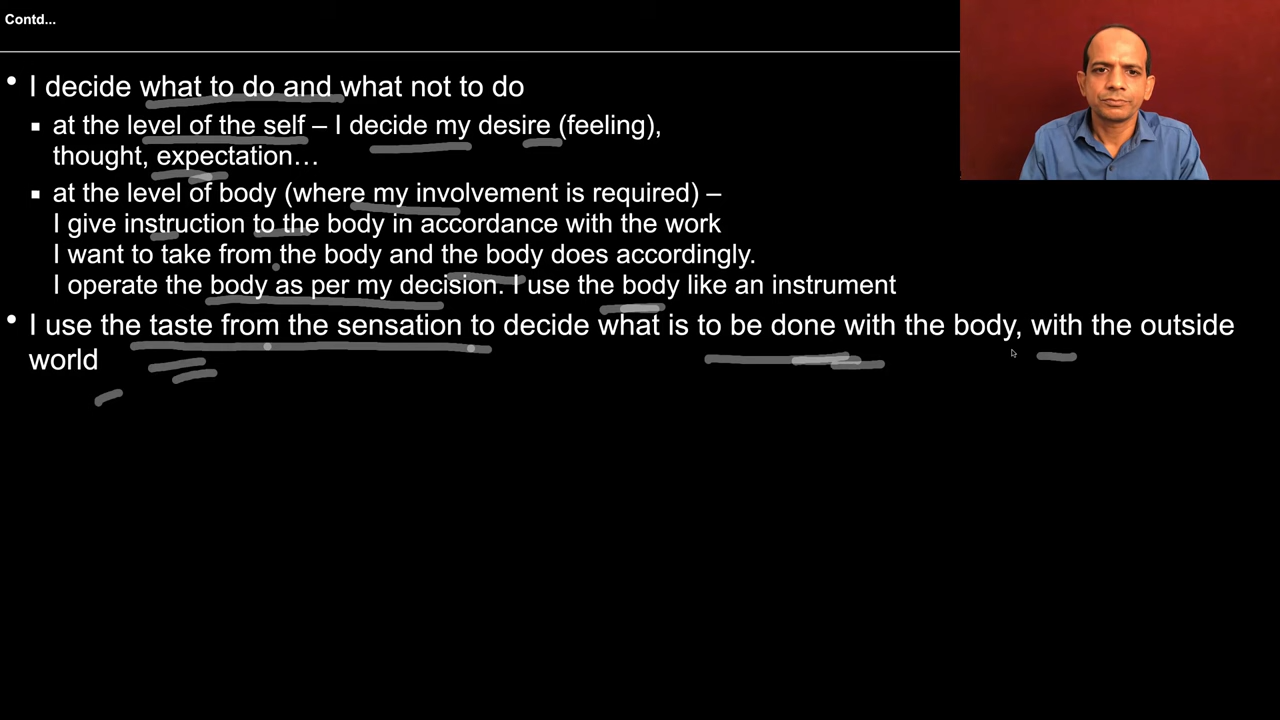 Contd...
• I decide what to do and what not to do
▪ at the level of the self – I decide my desire (feeling),
thought, expectation…
▪ at the level of body (where my involvement is required) –
I give instruction to the body in accordance with the work
I want to take from the body and the body does accordingly.
I operate the body as per my decision. I use the body like an instrument
• I use the taste from the sensation to decide what is to be done with the body, with the outside
world